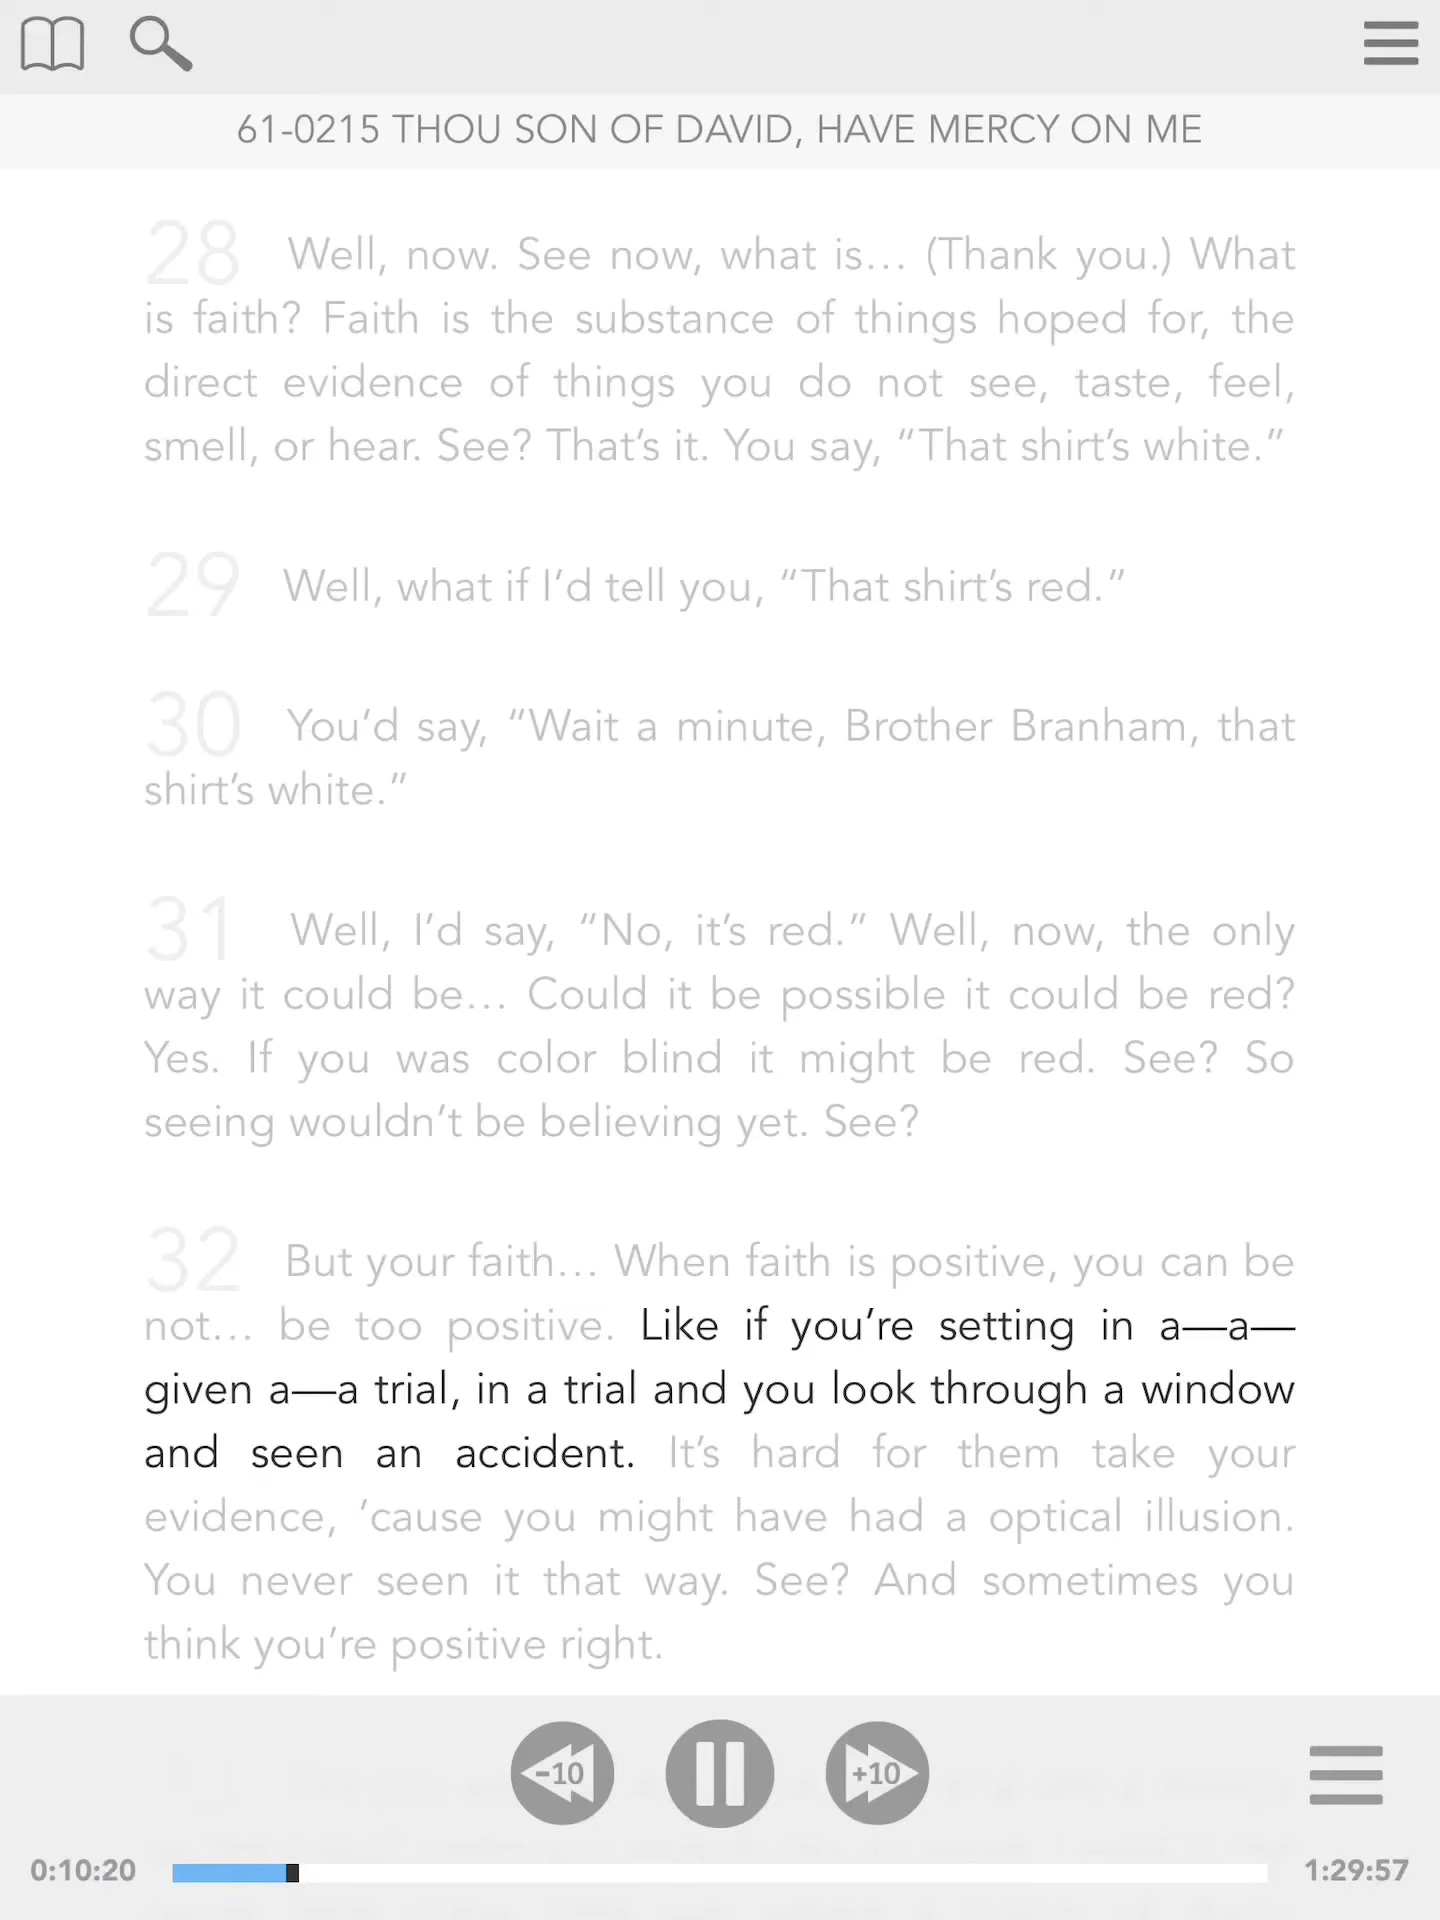 61-0215 THOU SON OF DAVID, HAVE MERCY ON ME
28 Well, now. See now, what is… (Thank you.) What
is faith? Faith is the substance of things hoped for, the
direct evidence of things you do not see, taste, feel,
smell, or hear. See? That’s it. You say, “That shirt’s white.”
29 Well, what if I’d tell you, “That shirt’s red.”
30 You’d say, “Wait a minute, Brother Branham, that
shirt’s white.”
31 Well, I’d say, “No, it’s red.” Well, now, the only
way it could be… Could it be possible it could be red?
Yes. If you was color blind it might be red. See? So
seeing wouldn’t be believing yet. See?
32 But your faith… When faith is positive, you can be
not… be too positive. Like if you’re setting in a—a—
given a—a trial, in a trial and you look through a window
and seen an accident. It’s hard for them take your
evidence, ‘cause you might have had a optical illusion.
You never seen it that way. See? And sometimes you
think you’re positive right.
-10 +10
0:10:20 1:29:57